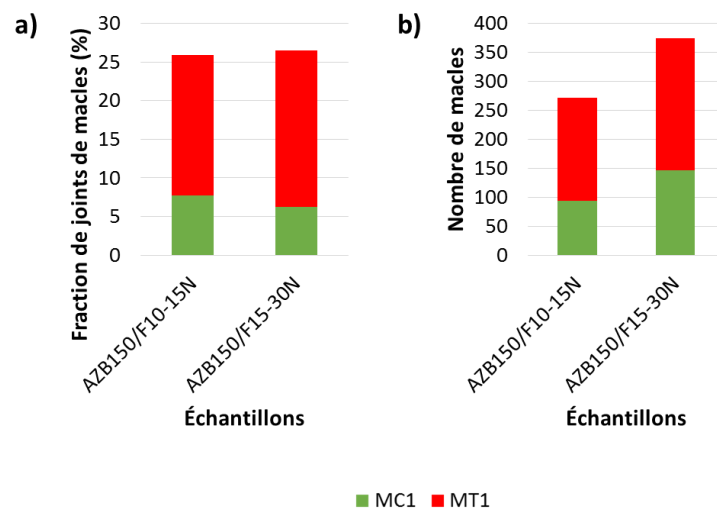 a)
Fraction de joints de macles (%)
30
25
20
15
10
5
0
AZB150/F10-15N
AZB150/F15-30N
Échantillons
b)
Nombre de macles
400
350
300
250
200
150
100
50
0
AZB150/F10-15N
AZB150/F15-30N
Échantillons
MC1 MT1